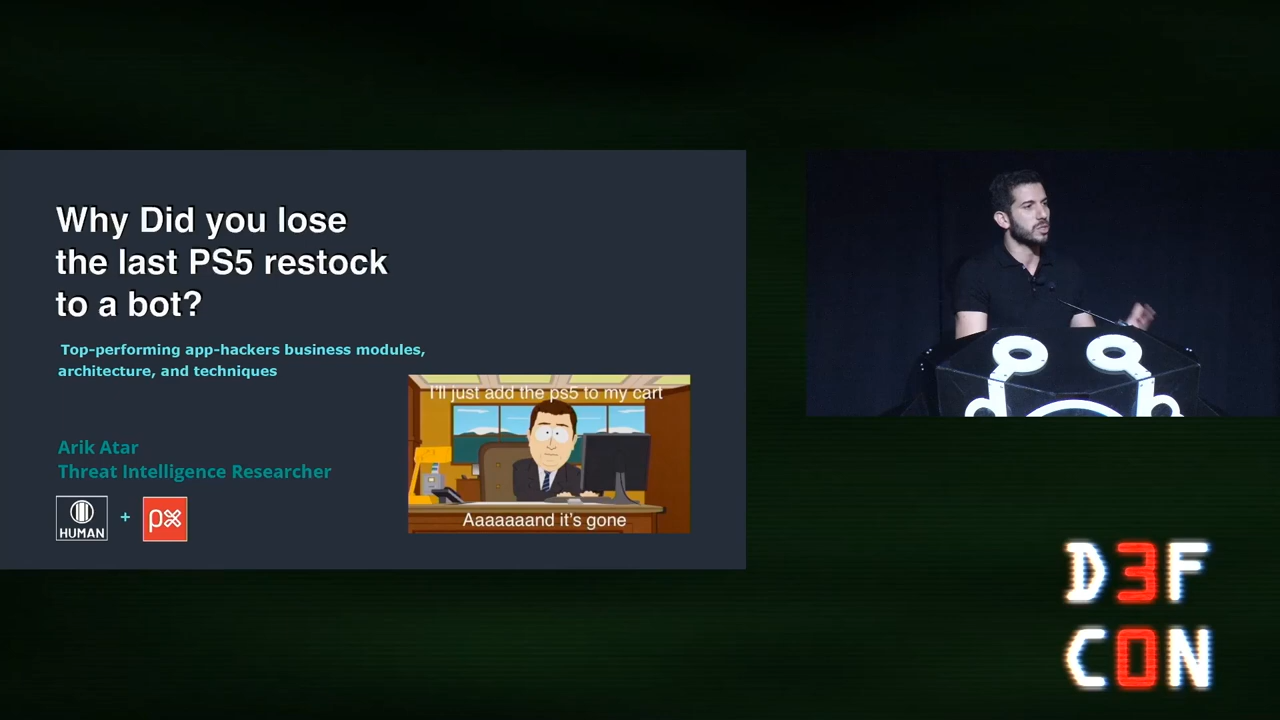 Why Did you lose
the last PS5 restock
to a bot?
Top-performing app-hackers business modules,
architecture, and techniques
I'll just add the ps5 to my cart
Aaaaaaand it's gone
Arik Atar
Threat Intelligence Researcher
HUMAN
+
px
D3F
C0N